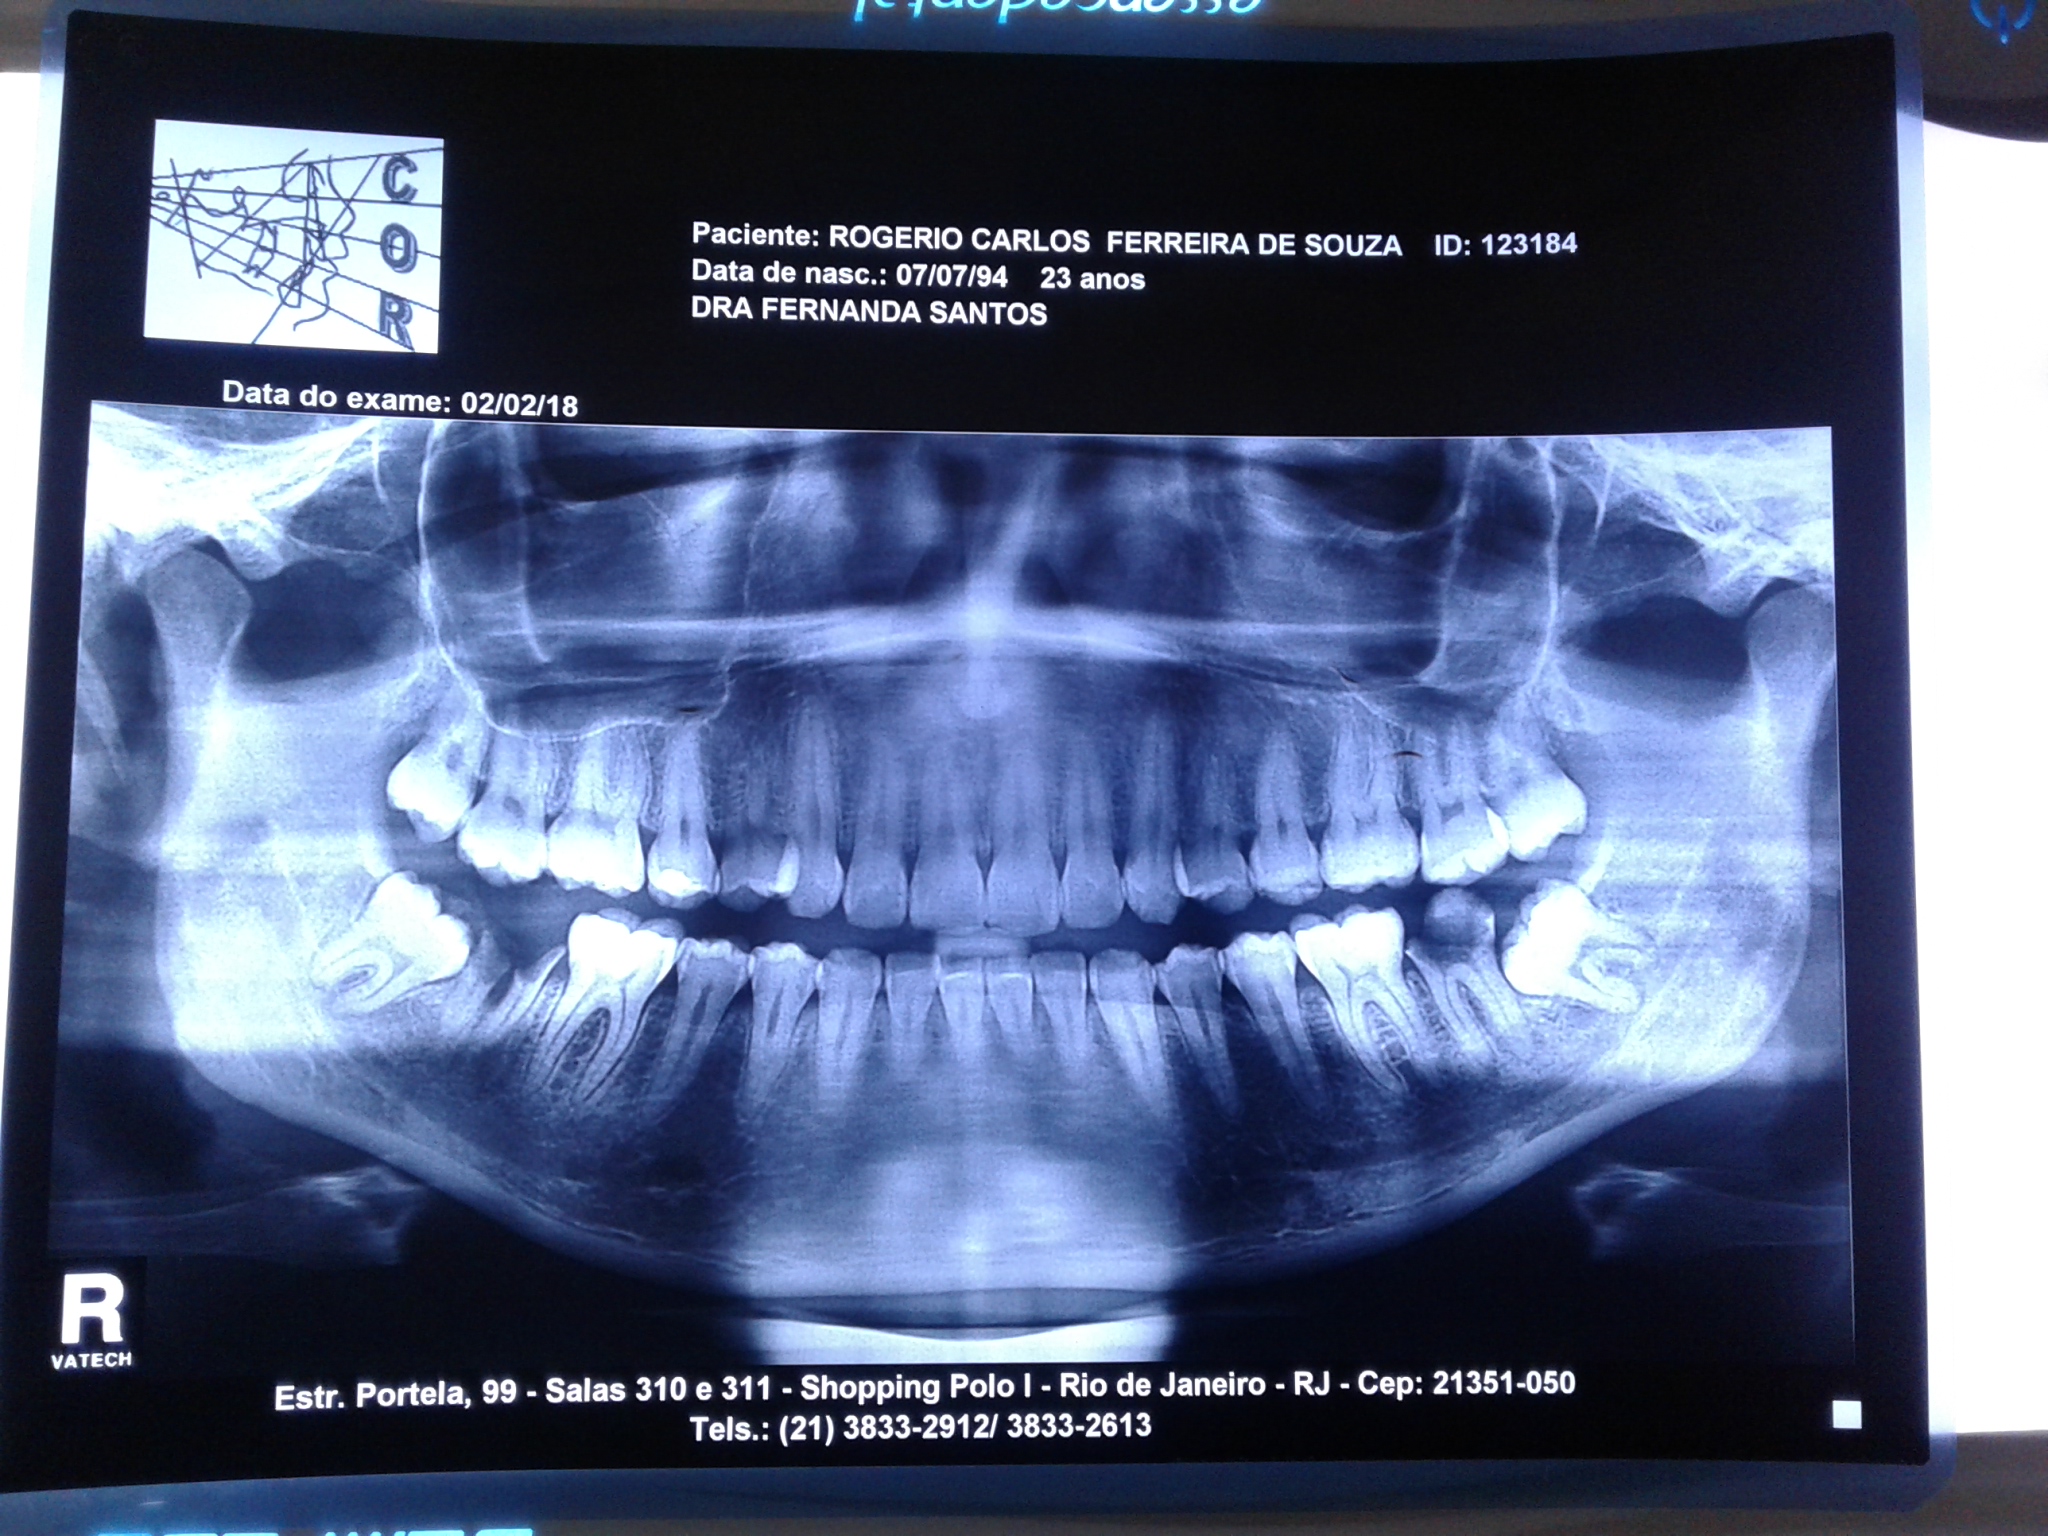 C
O
R
Paciente: ROGERIO CARLOS FERREIRA DE SOUZA ID: 123184
Data de nasc.: 07/07/94 23 anos
DRA FERNANDA SANTOS
Data do exame: 02/02/18
R
VATECH
Estr. Portela, 99 - Salas 310 e 311 - Shopping Polo I - Rio de Janeiro - RJ - Cep: 21351-050
Tels.: (21) 3833-2912/ 3833-2613